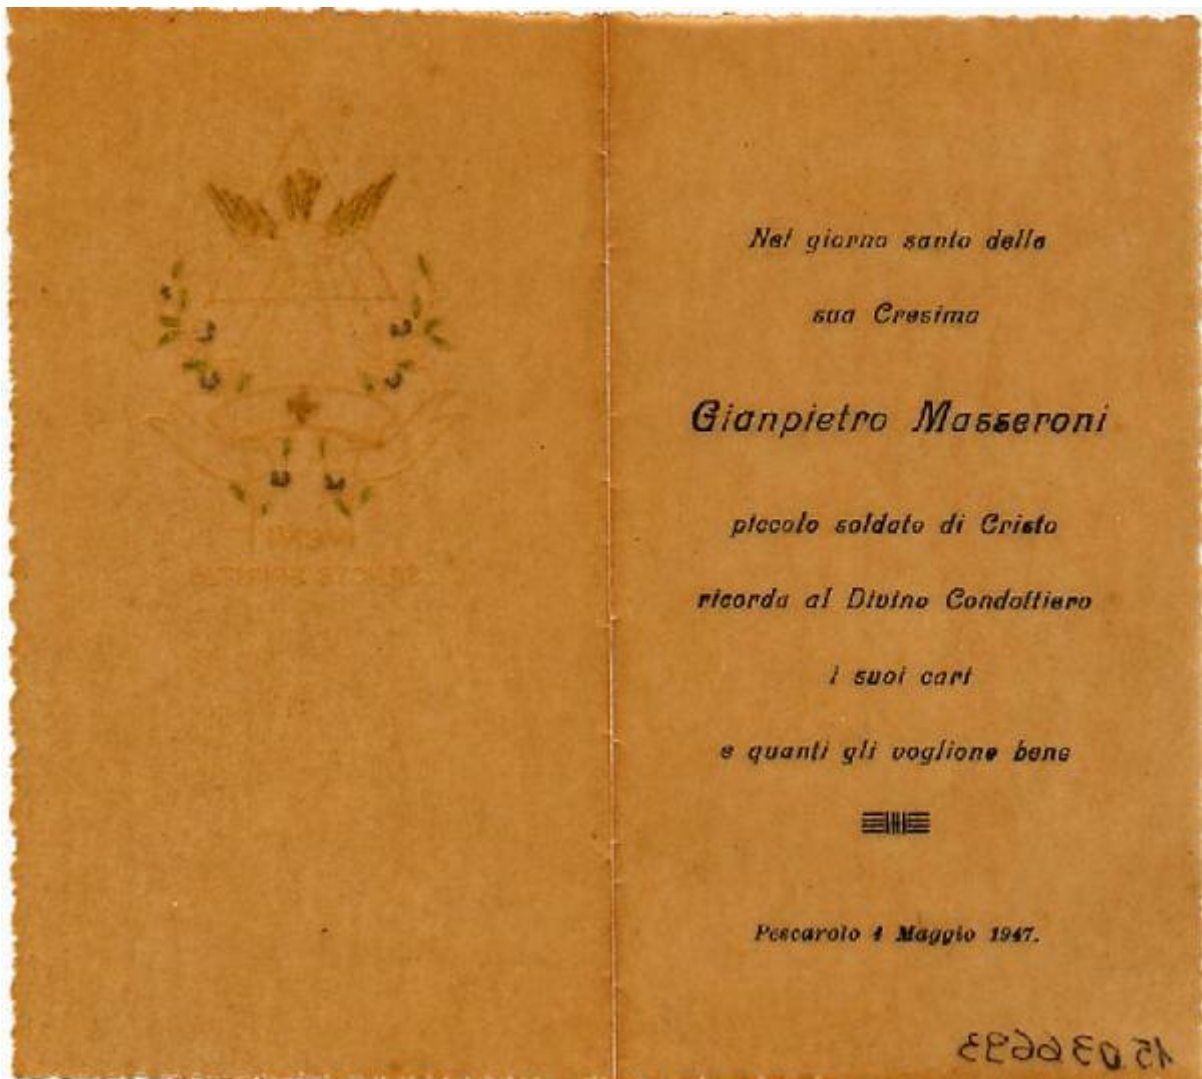 Nel giorno santo della
sua Cresima
Gianpietro Masseroni
piccolo soldato di Cristo
ricorda al Divino Condottiero
i suoi cari
e quanti gli vogliono bene
Pescarolo 4 Maggio 1947.
15036693